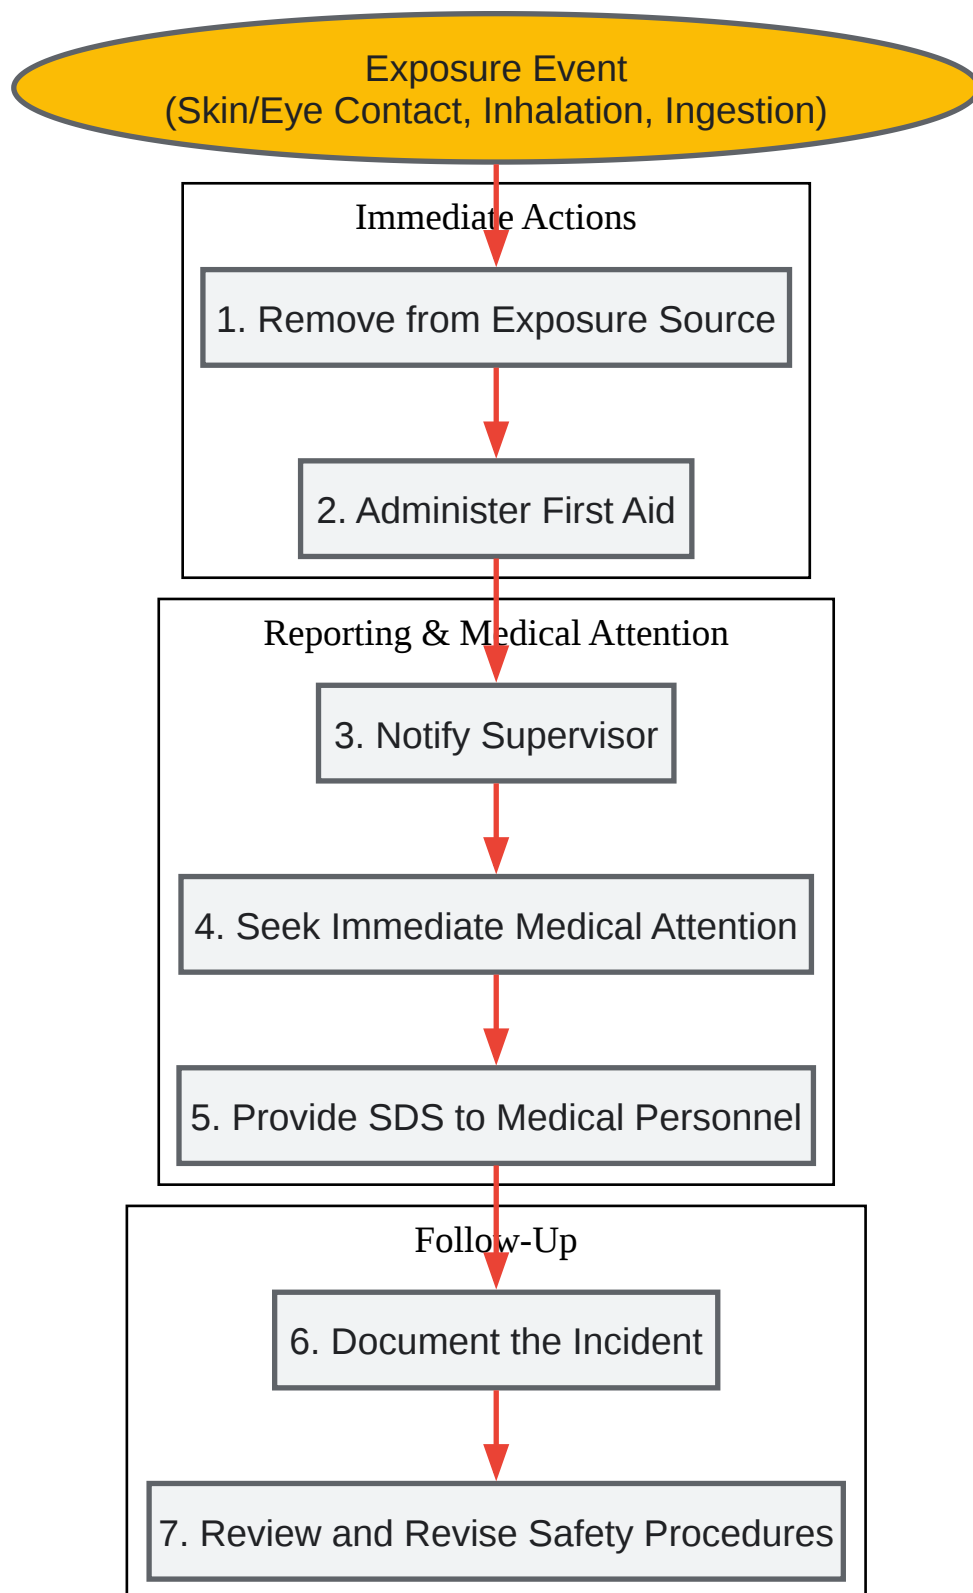 Exposure Event
(Skin/Eye Contact, Inhalation, Ingestion)
Immediate Actions
1. Remove from Exposure Source
2. Administer First Aid
Reporting & Medical Attention
3. Notify Supervisor
4. Seek Immediate Medical Attention
5. Provide SDS to Medical Personnel
Follow-Up
6. Document the Incident
7. Review and Revise Safety Procedures